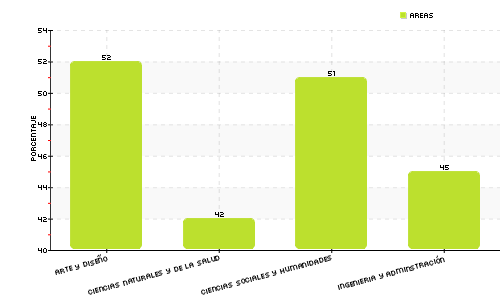 AREAS
54
52
50
48
46
44
42
40
PORCENTAJE
52
42
51
45
ARTE Y DISEÑO
CIENCIAS NATURALES Y DE LA SALUD
CIENCIAS SOCIALES Y HUMANIDADES
INGENIERIA Y ADMINSTRACIÓN